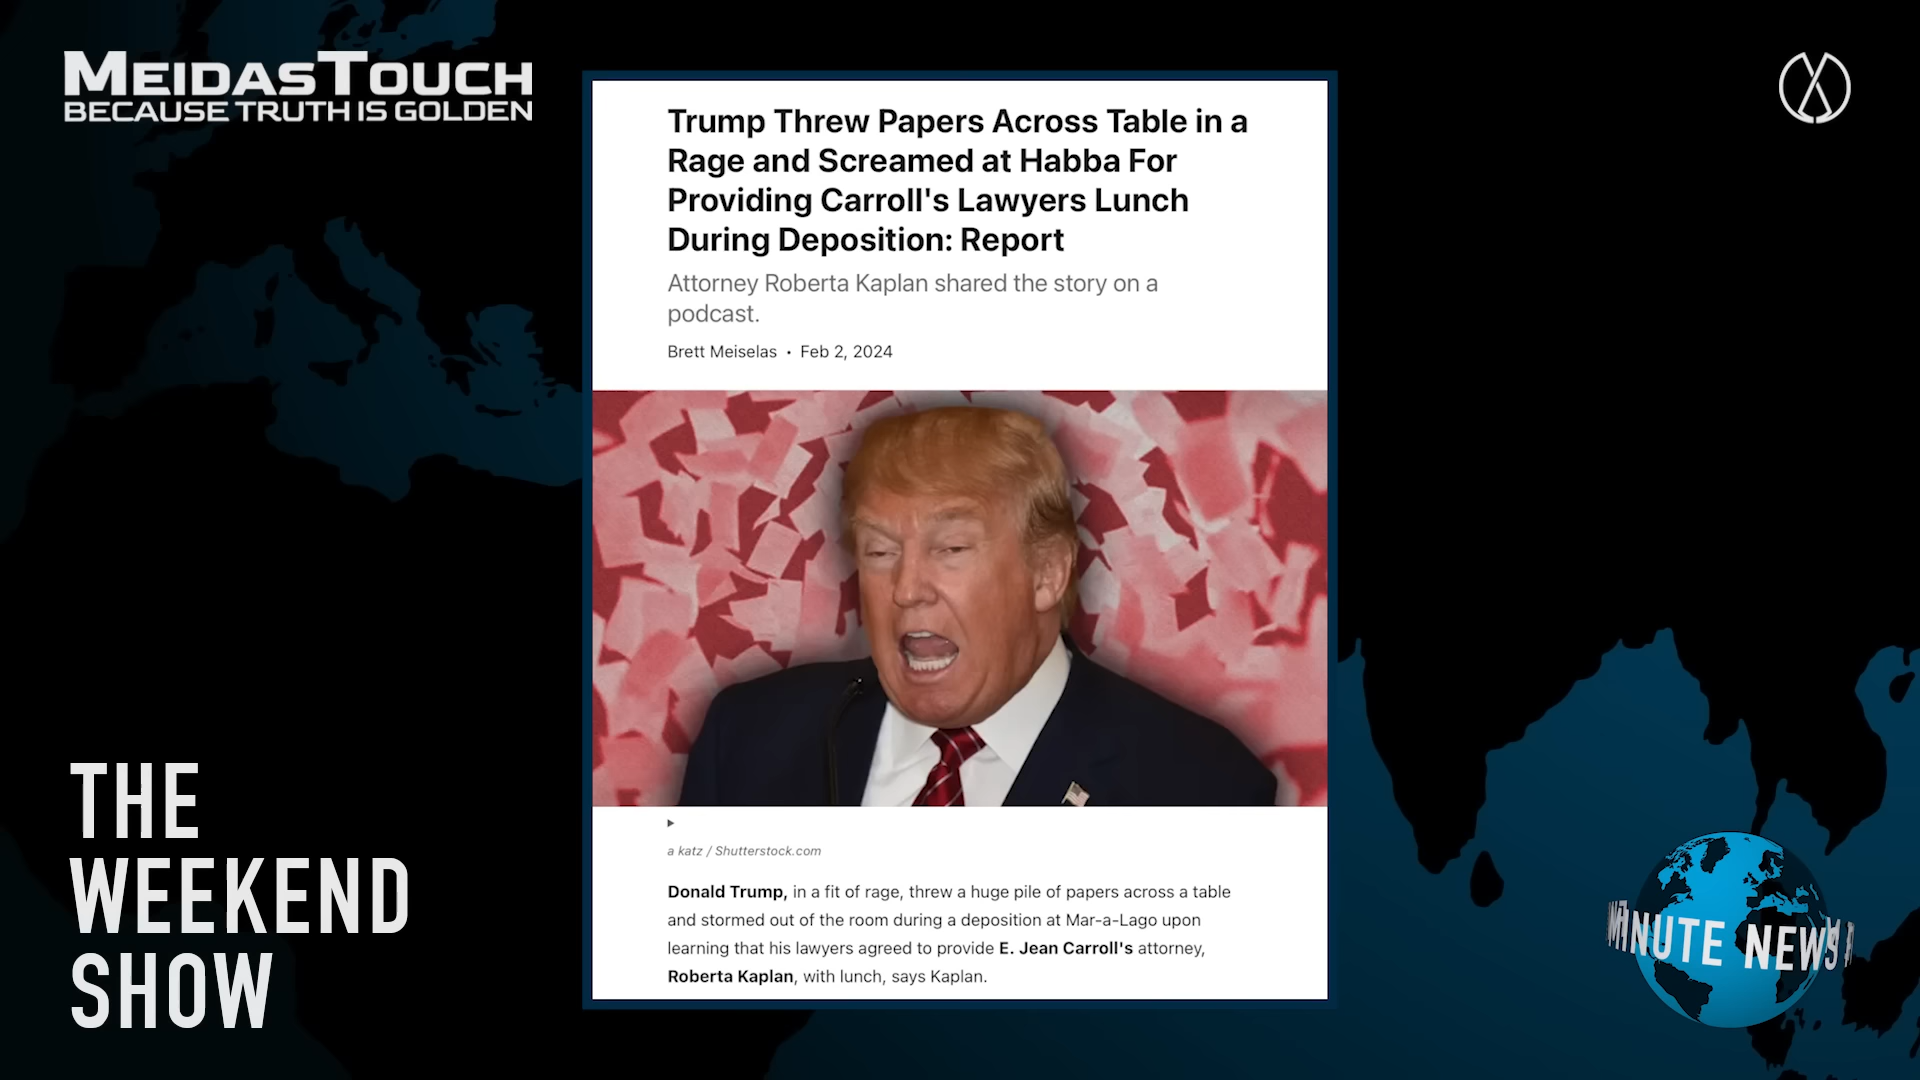 MEIDASTOUCH
BECAUSE TRUTH IS GOLDEN
Trump Threw Papers Across Table in a
Rage and Screamed at Habba For
Providing Carroll's Lawyers Lunch
During Deposition: Report
Attorney Roberta Kaplan shared the story on a
podcast.
Brett Meiselas • Feb 2, 2024
a katz / Shutterstock.com
Donald Trump, in a fit of rage, threw a huge pile of papers across a table
and stormed out of the room during a deposition at Mar-a-Lago upon
learning that his lawyers agreed to provide E. Jean Carroll's attorney,
Roberta Kaplan, with lunch, says Kaplan.
THE
WEEKEND
SHOW
MINUTE NEWS